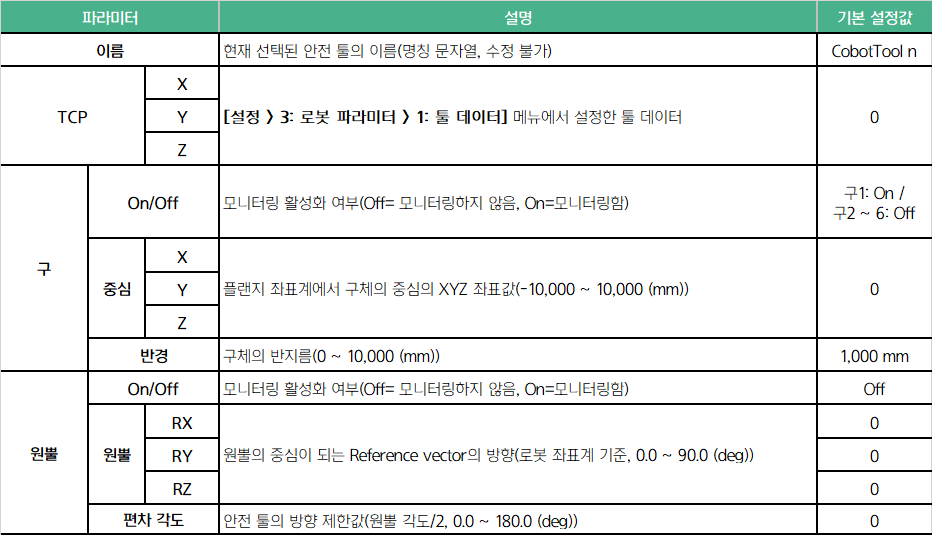 파라미터 설명 기본 설정값
이름 현재 선택된 안전 툴의 이름(명칭 문자열, 수정 불가) CobotTool n
TCP X
Y [설정 > 3: 로봇 파라미터 > 1: 툴 데이터] 메뉴에서 설정한 툴 데이터 0
Z
구 On/Off 모니터링 활성화 여부(Off= 모니터링하지 않음, On=모니터링함) 구1: On /
구2 ~ 6: Off
중심 X
Y 플랜지 좌표계에서 구체의 중심의 XYZ 좌표값(-10,000 ~ 10,000 (mm)) 0
Z
반경 구체의 반지름(0 ~ 10,000 (mm)) 1,000 mm
원뿔 On/Off 모니터링 활성화 여부(Off= 모니터링하지 않음, On=모니터링함) Off
원뿔 RX 0
RY 원뿔의 중심이 되는 Reference vector의 방향(로봇 좌표계 기준, 0.0 ~ 90.0 (deg)) 0
RZ 0
편차 각도 안전 툴의 방향 제한값(원뿔 각도/2, 0.0 ~ 180.0 (deg)) 0